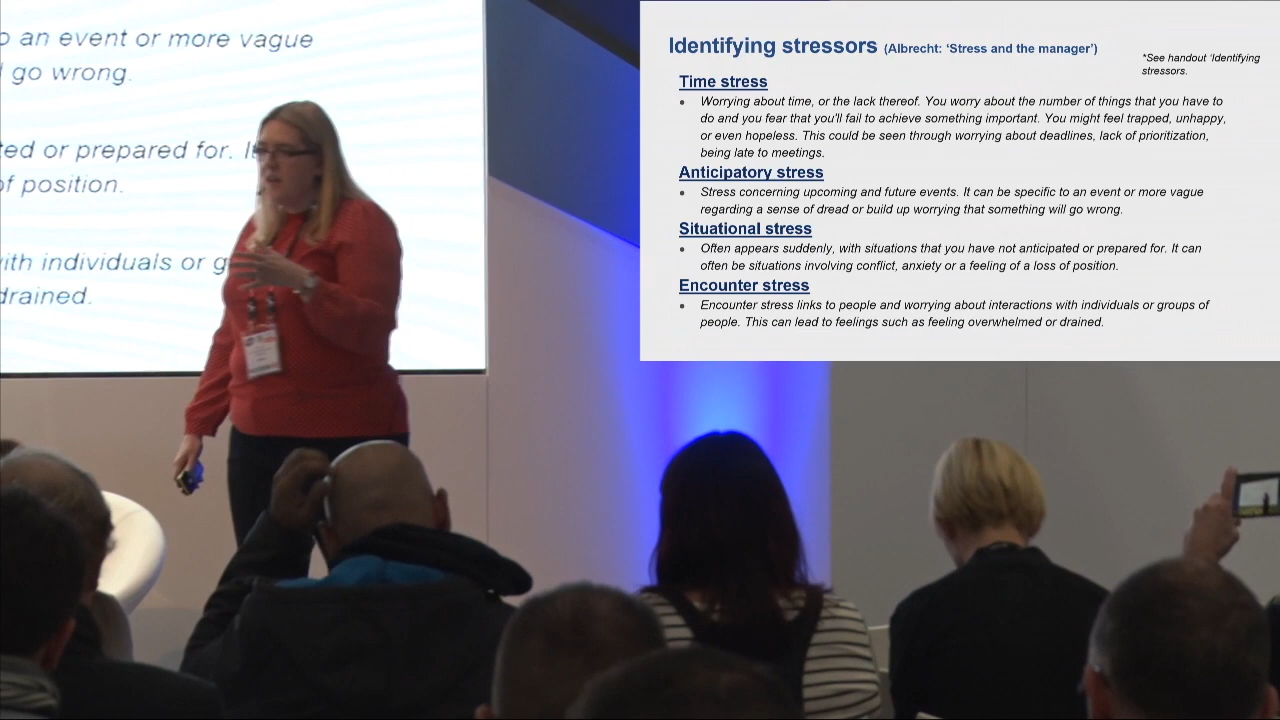 o an event or more vague
go wrong.
ted or prepared for. It
of position.
with individuals or g
drained.
Identifying stressors (Albrecht: ‘Stress and the manager’)
*See handout ‘Identifying
stressors.
Time stress
• Worrying about time, or the lack thereof. You worry about the number of things that you have to
do and you fear that you'll fail to achieve something important. You might feel trapped, unhappy,
or even hopeless. This could be seen through worrying about deadlines, lack of prioritization,
being late to meetings.
Anticipatory stress
• Stress concerning upcoming and future events. It can be specific to an event or more vague
regarding a sense of dread or build up worrying that something will go wrong.
Situational stress
• Often appears suddenly, with situations that you have not anticipated or prepared for. It can
often be situations involving conflict, anxiety or a feeling of a loss of position.
Encounter stress
• Encounter stress links to people and worrying about interactions with individuals or groups of
people. This can lead to feelings such as feeling overwhelmed or drained.